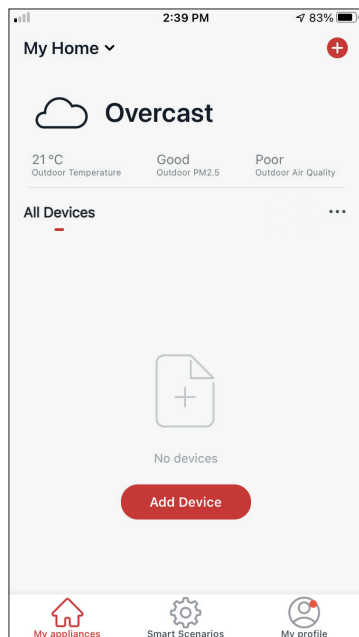 2:39 PM
83%
My Home
Overcast
21 °C
Good
Poor
Outdoor Temperature
Outdoor PM2.5
Outdoor Air Quality
All Devices
No devices
Add Device
My appliances
Smart Scenarios
My profile